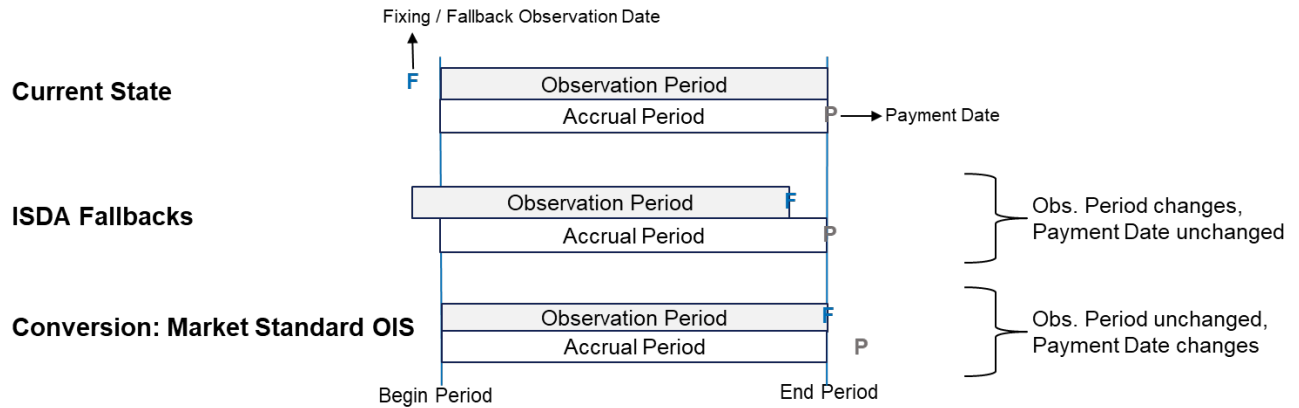 Fixing / Fallback Observation Date
Current State
F
Observation Period
Accrual Period
P
Payment Date
ISDA Fallbacks
Observation Period
F
Accrual Period
P
Obs. Period changes,
Payment Date unchanged
Conversion: Market Standard OIS
Observation Period
F
Accrual Period
P
Obs. Period unchanged,
Payment Date changes
Begin Period
End Period